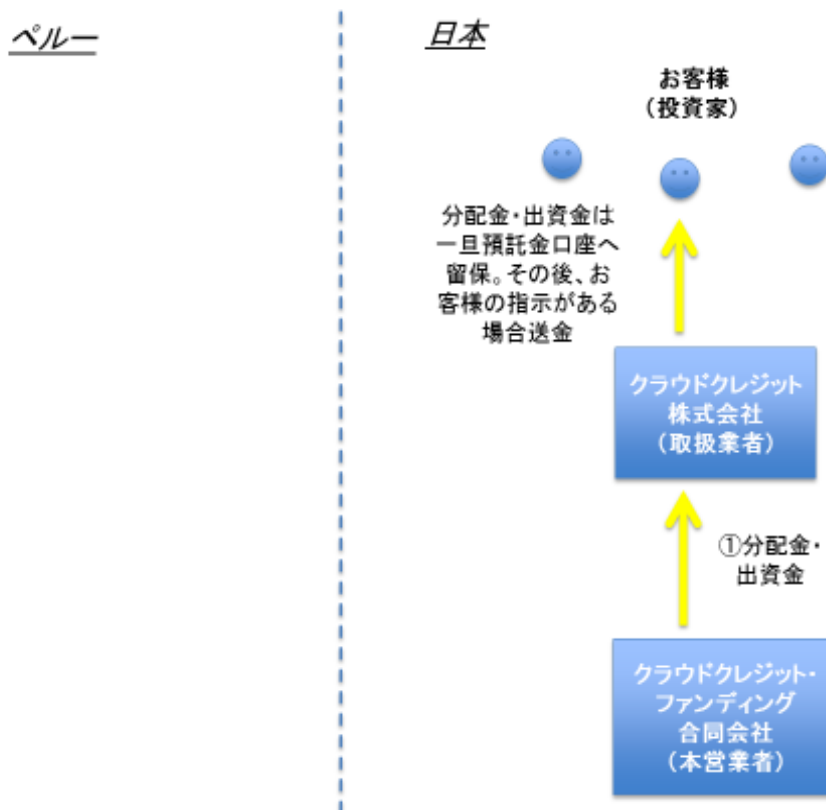 ペルー
日本
お客様
（投資家）
分配金・出資金は
一旦預託金口座へ
留保。その後、お
客様の指示がある
場合送金
クラウドクレジット
株式会社
（取扱業者）
①分配金・
出資金
クラウドクレジット・
ファンディング
合同会社
（本営業者）